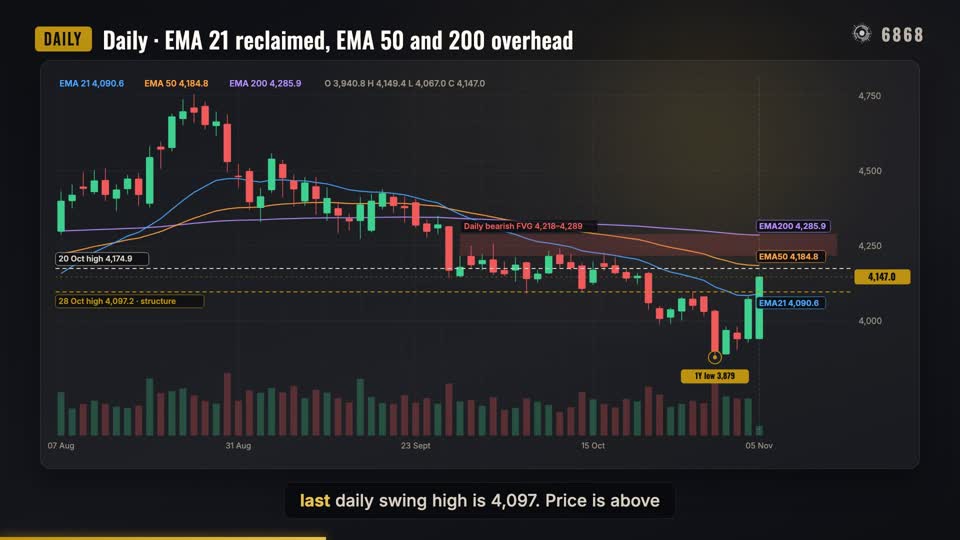 DAILY
Daily · EMA 21 reclaimed, EMA 50 and 200 overhead
6868
EMA 21 4,090.6 EMA 50 4,184.8 EMA 200 4,285.9 O 3,940.8 H 4,149.4 L 4,067.0 C 4,147.0
4,750
4,500
Daily bearish FVG 4,218–4,289
EMA200 4,285.9
4,250
20 Oct high 4,174.9
EMA50 4,184.8
4,147.0
28 Oct high 4,097.2 · structure
EMA21 4,090.6
4,000
1Y low 3,879
07 Aug 31 Aug 23 Sept 15 Oct 05 Nov
last daily swing high is 4,097. Price is above